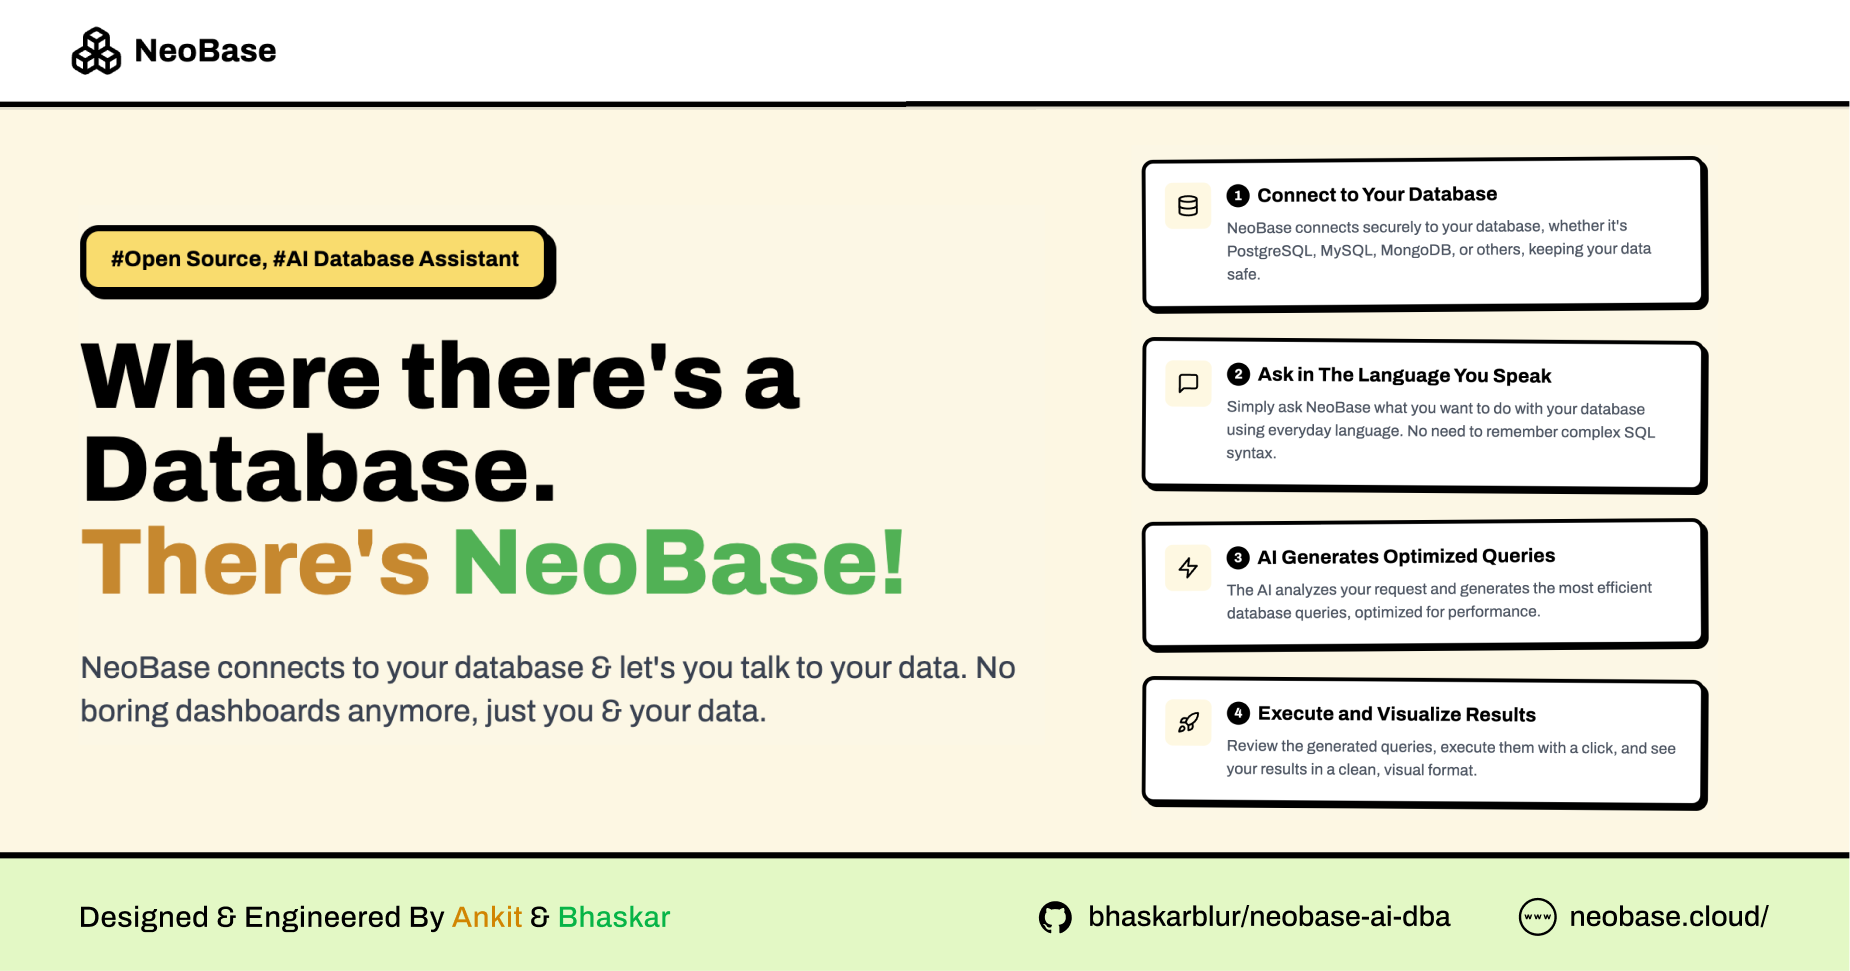 NeoBase
#Open Source, #AI Database Assistant
Where there's a
Database.
There's NeoBase!
NeoBase connects to your database & let's you talk to your data. No
boring dashboards anymore, just you & your data.
1 Connect to Your Database
NeoBase connects securely to your database, whether it's
PostgreSQL, MySQL, MongoDB, or others, keeping your data
safe.
2 Ask in The Language You Speak
Simply ask NeoBase what you want to do with your database
using everyday language. No need to remember complex SQL
syntax.
3 AI Generates Optimized Queries
The AI analyzes your request and generates the most efficient
database queries, optimized for performance.
4 Execute and Visualize Results
Review the generated queries, execute them with a click, and see
your results in a clean, visual format.
Designed & Engineered By Ankit & Bhaskar
bhaskarblur/neobase-ai-dba
www neobase.cloud/